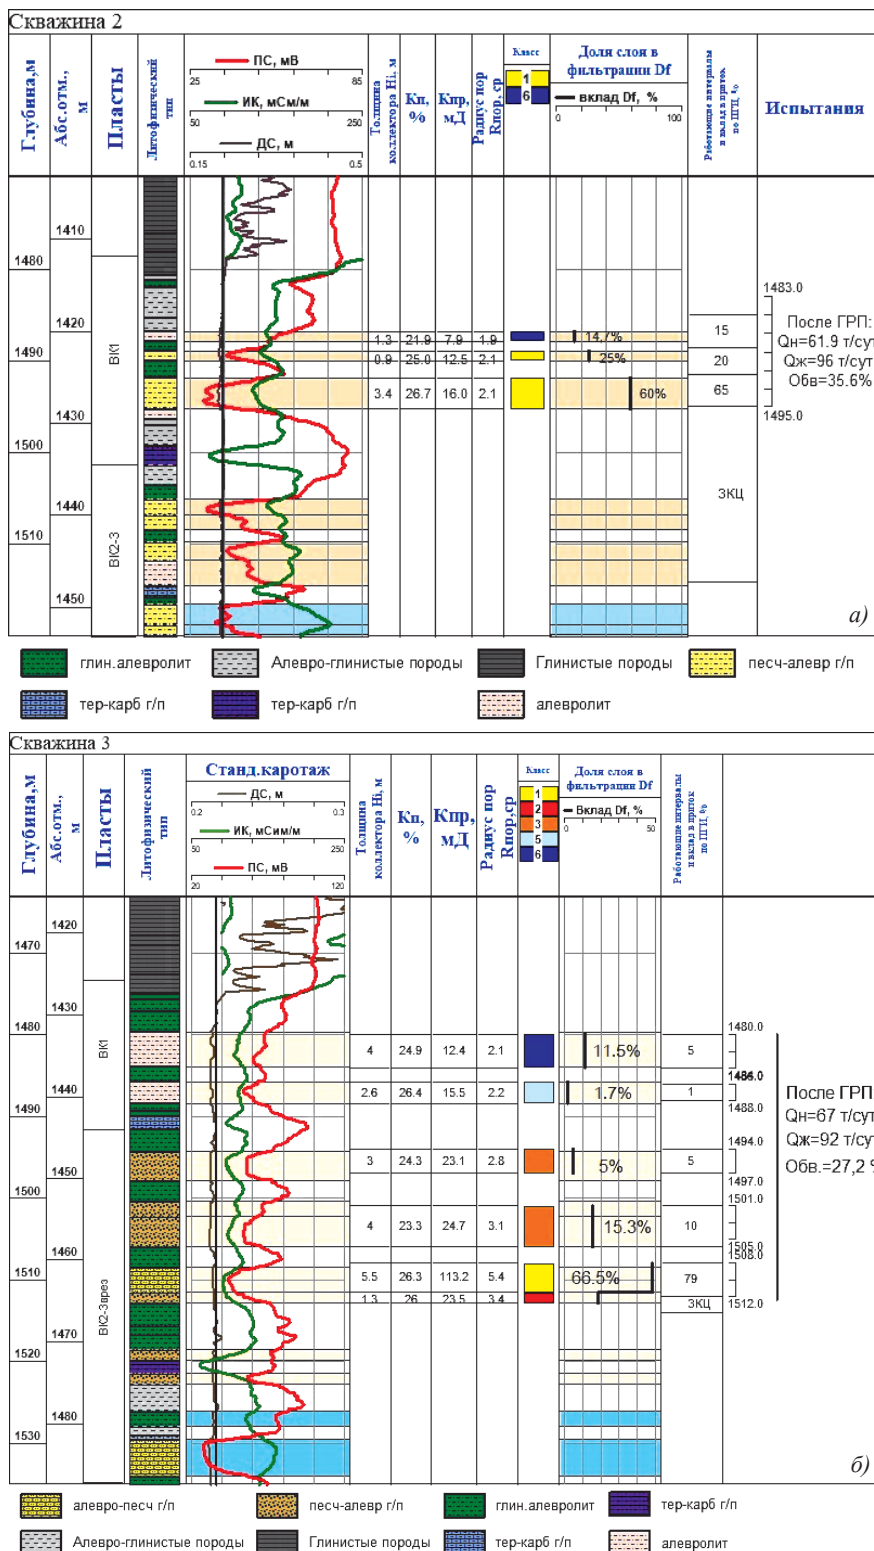 Скважина 2
Глубина,м
Абс.отм., м
Пласты
Литофизический тип
ПС, мВ
25 85
ИК, мСм/м
50 250
ДС, м
0.15 0.5
Толщина коллектора Hi, м
Кп, %
Кпр, мД
Радиус пор Rпор, ср
Класс
1
6
Доля слоя в фильтрации Df
вклад Df, %
0 100
Работающие интервалы и вклад в приток по ПГИ, %
Испытания
1410
1480
1420
1490
1430
1500
1440
1510
1450
ВК1
ВК2-3
1.3 21.9 7.9 1.9 14.7% 15
0.9 25.0 12.5 2.1 25% 20
3.4 26.7 16.0 2.1 60% 65
ЗКЦ
1483.0
После ГРП:
Qн=61.9 т/сут
Qж=96 т/сут
Обв=35.6%
1495.0
а)
глин.алевролит
Алевро-глинистые породы
Глинистые породы
песч-алевр г/п
тер-карб г/п
тер-карб г/п
алевролит
Скважина 3
Глубина,м
Абс.отм., м
Пласты
Литофизический тип
Станд.каротаж
ДС, м
0.2 0.3
ИК, мСим/м
50 250
ПС, мВ
20 120
Толщина коллектора Hi, м
Кп, %
Кпр, мД
Радиус пор Rпор,ср
Класс
1
2
3
5
6
Доля слоя в фильтрации Df
Вклад Df, %
0 50
Работающие интервалы и вклад в приток по ПГИ, %
1420
1470
1430
1480
1440
1490
1450
1500
1460
1510
1470
1520
1480
1530
ВК1
ВК2-3врез
4 24.9 12.4 2.1 11.5% 5
2.6 26.4 15.5 2.2 1.7% 1
3 24.3 23.1 2.8 5% 5
4 23.3 24.7 3.1 15.3% 10
5.5 26.3 113.2 5.4 66.5% 79
1.3 26 23.5 3.4 ЗКЦ
1480.0
1488.0
1494.0
1497.0
1501.0
1505.0
1508.0
1512.0
После ГРП
Qн=67 т/сут
Qж=92 т/сут
Обв.=27,2 %
б)
алевро-песч г/п
песч-алевр г/п
глин.алевролит
тер-карб г/п
Алевро-глинистые породы
Глинистые породы
тер-карб г/п
алевролит